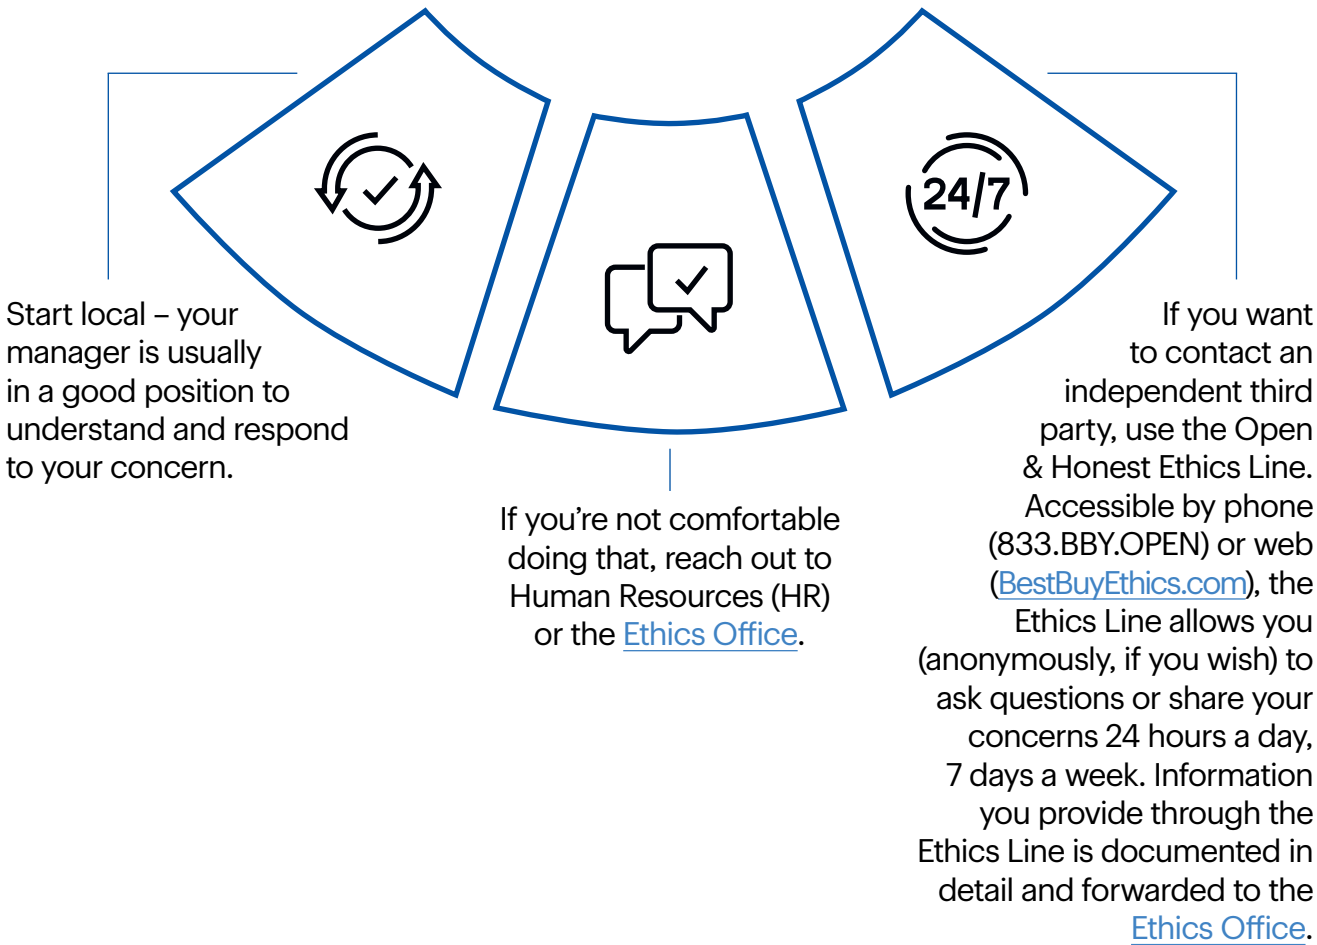 24/7
Start local – your
manager is usually
in a good position to
understand and respond
to your concern.
If you’re not comfortable
doing that, reach out to
Human Resources (HR)
or the Ethics Office.
If you want
to contact an
independent third
party, use the Open
& Honest Ethics Line.
Accessible by phone
(833.BBY.OPEN) or web
(BestBuyEthics.com), the
Ethics Line allows you
(anonymously, if you wish) to
ask questions or share your
concerns 24 hours a day,
7 days a week. Information
you provide through the
Ethics Line is documented in
detail and forwarded to the
Ethics Office.